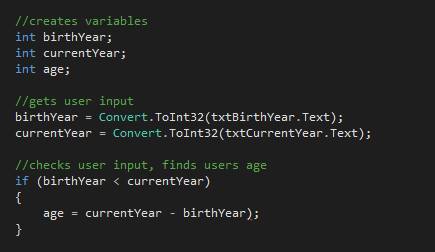 //creates variables
int birthYear;
int currentYear;
int age;
//gets user input
birthYear = Convert.ToInt32(txtBirthYear.Text);
currentYear = Convert.ToInt32(txtCurrentYear.Text);
//checks user input, finds users age
if (birthYear < currentYear)
{
age = currentYear - birthYear);
}